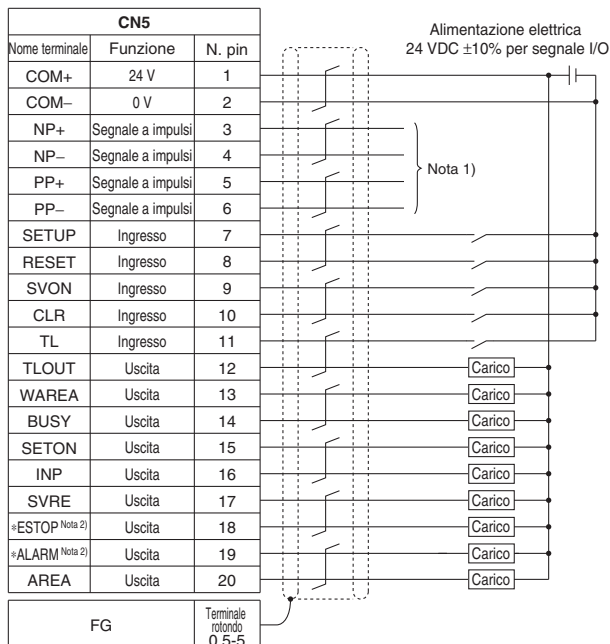 CN5
Alimentazione elettrica
24 VDC ±10% per segnale I/O
Nome terminale Funzione N. pin
COM+ 24 V 1
COM– 0 V 2
NP+ Segnale a impulsi 3
NP– Segnale a impulsi 4
PP+ Segnale a impulsi 5
PP– Segnale a impulsi 6
Nota 1)
SETUP Ingresso 7
RESET Ingresso 8
SVON Ingresso 9
CLR Ingresso 10
TL Ingresso 11
TLOUT Uscita 12 Carico
WAREA Uscita 13 Carico
BUSY Uscita 14 Carico
SETON Uscita 15 Carico
INP Uscita 16 Carico
SVRE Uscita 17 Carico
*ESTOP Nota 2) Uscita 18 Carico
*ALARM Nota 2) Uscita 19 Carico
AREA Uscita 20 Carico
FG Terminale
rotondo
0.5-5